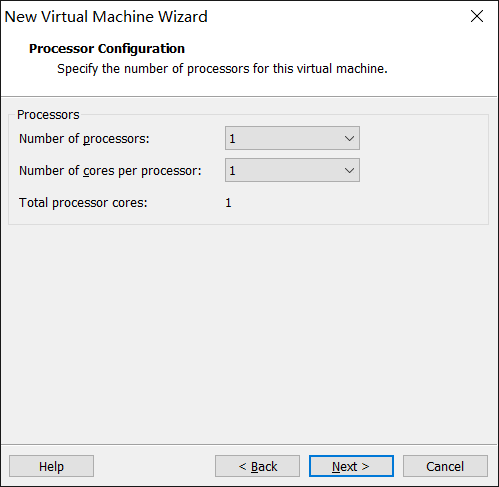 New Virtual Machine Wizard
Processor Configuration
Specify the number of processors for this virtual machine.
Processors
Number of processors: 1
Number of cores per processor: 1
Total processor cores: 1
Help < Back Next > Cancel